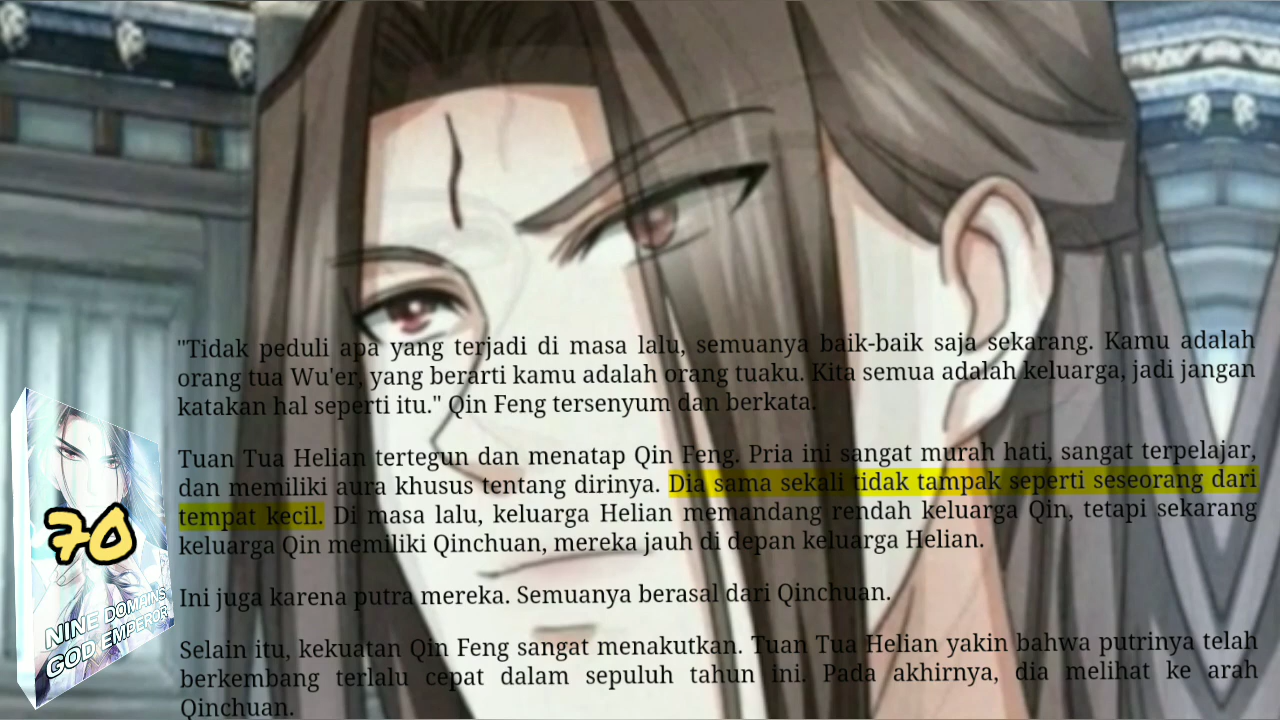 "Tidak peduli apa yang terjadi di masa lalu, semuanya baik-baik saja sekarang. Kamu adalah
orang tua Wu'er, yang berarti kamu adalah orang tuaku. Kita semua adalah keluarga, jadi jangan
katakan hal seperti itu." Qin Feng tersenyum dan berkata.
Tuan Tua Helian tertegun dan menatap Qin Feng. Pria ini sangat murah hati, sangat terpelajar,
dan memiliki aura khusus tentang dirinya. Dia sama sekali tidak tampak seperti seseorang dari
tempat kecil. Di masa lalu, keluarga Helian memandang rendah keluarga Qin, tetapi sekarang
keluarga Qin memiliki Qinchuan, mereka jauh di depan keluarga Helian.
Ini juga karena putra mereka. Semuanya berasal dari Qinchuan.
Selain itu, kekuatan Qin Feng sangat menakutkan. Tuan Tua Helian yakin bahwa putrinya telah
berkembang terlalu cepat dalam sepuluh tahun ini. Pada akhirnya, dia melihat ke arah
Qinchuan.
70
NINE DOMAINS
GOD EMPEROR